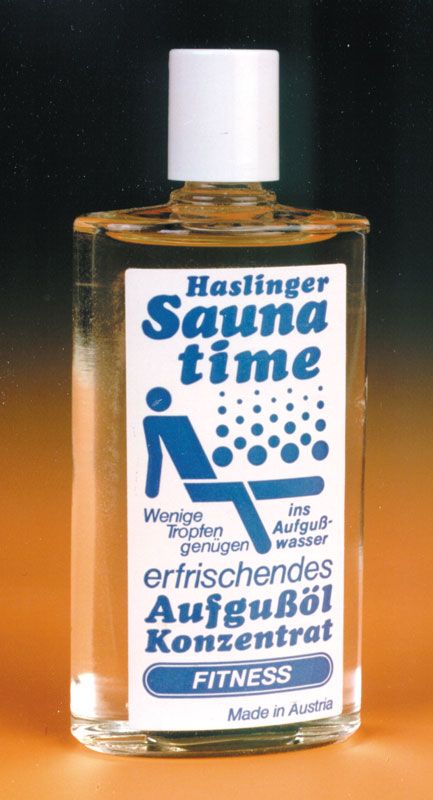 Haslinger
Sauna
time
Wenige
Tropfen
genügen
ins
Aufguß-
wasser
erfrischendes
Aufgußöl
Konzentrat
FITNESS
Made in Austria